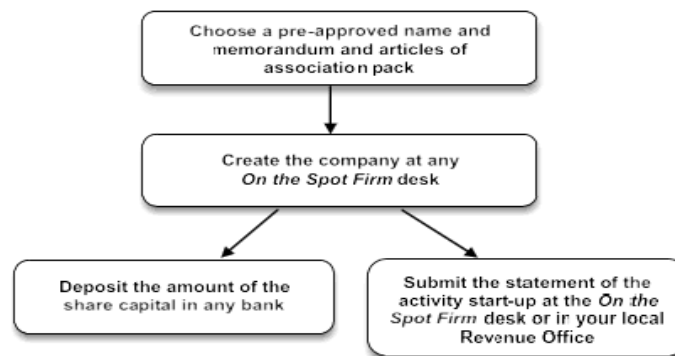 Choose a pre-approved name and
memorandum and articles of
association pack
Create the company at any
On the Spot Firm desk
Deposit the amount of the
share capital in any bank
Submit the statement of the
activity start-up at the On the
Spot Firm desk or in your local
Revenue Office